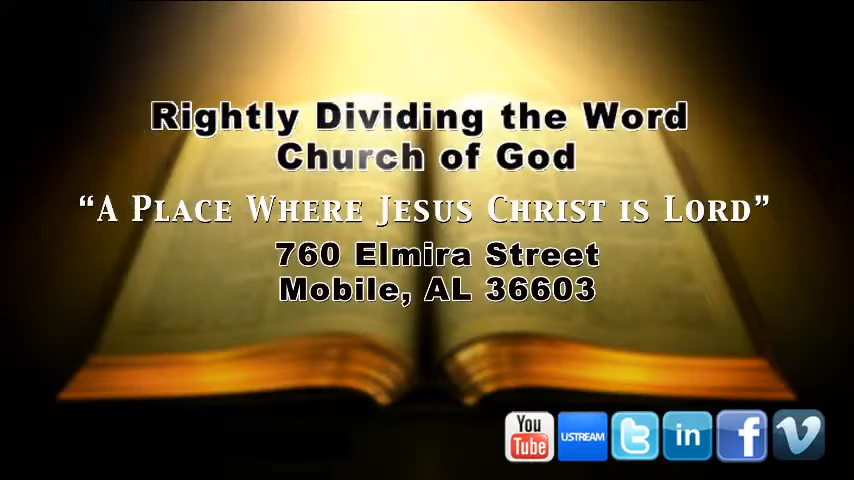 Rightly Dividing the Word
Church of God
“A Place Where Jesus Christ is Lord”
760 Elmira Street
Mobile, AL 36603
You Tube USTREAM t in f V